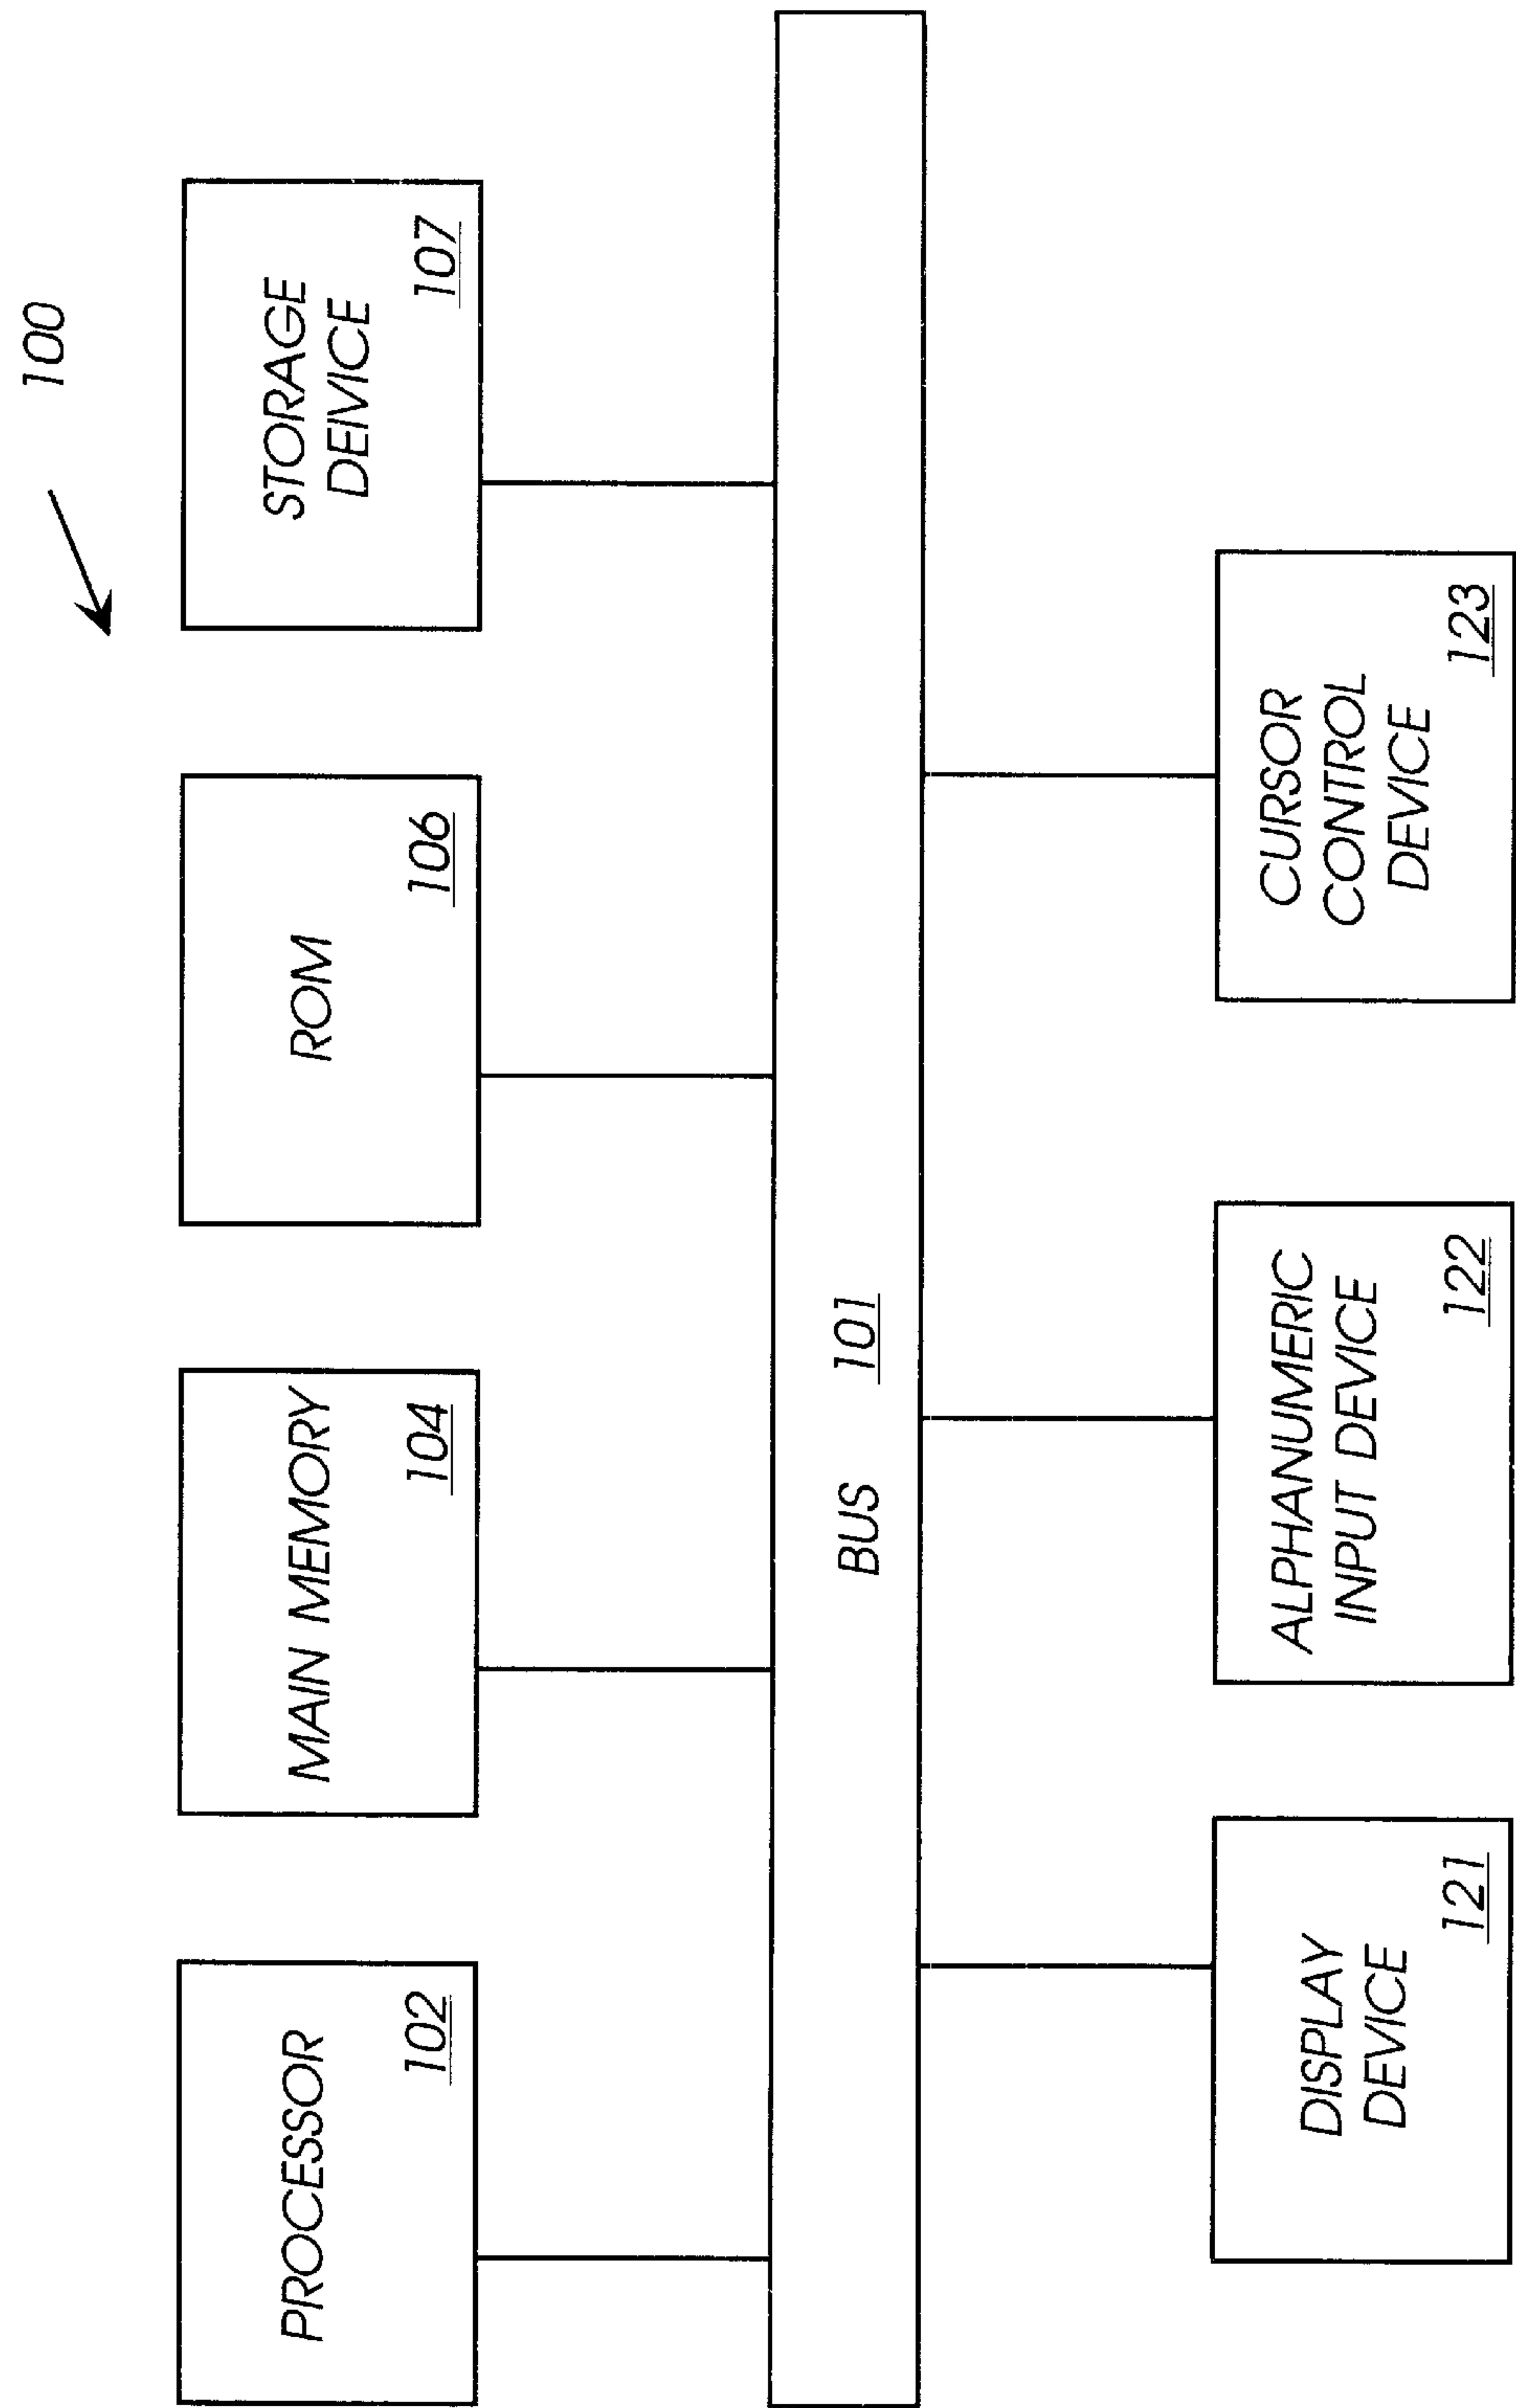 100
PROCESSOR
102
MAIN MEMORY
104
ROM
106
STORAGE
DEIVICE
107
BUS 101
DISPLAY
DEVICE
121
ALPHANUMERIC
INPUT DEVICE
122
CURSOR
CONTROL
DEVICE
123